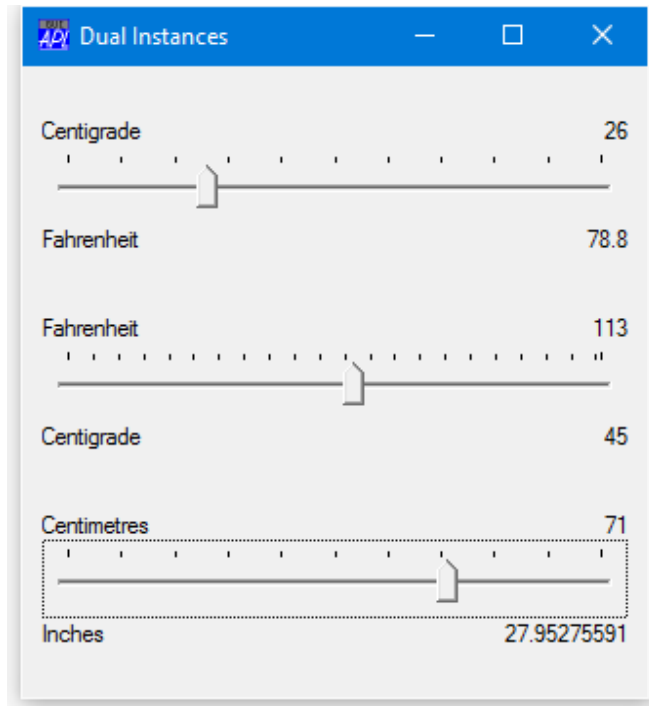 Dual Instances
Centigrade 26
Fahrenheit 78.8
Fahrenheit 113
Centigrade 45
Centimetres 71
Inches 27.95275591